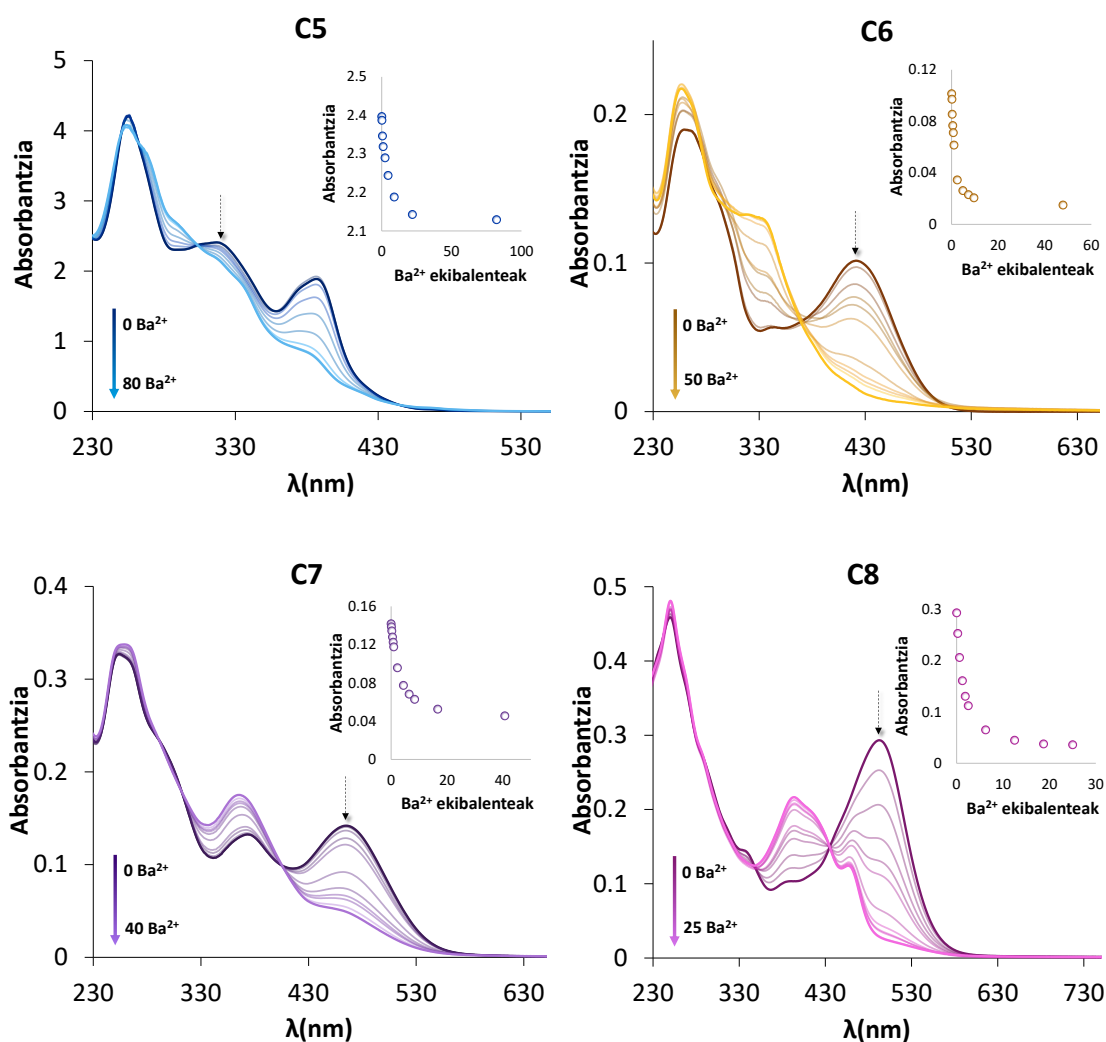 C5
Absorbantzia
5
4
3
2
1
0
230
330
430
530
λ(nm)
0 Ba²⁺
80 Ba²⁺
Absorbantzia
2.5
2.4
2.3
2.2
2.1
0
50
100
Ba²⁺ ekibalenteak
C6
Absorbantzia
0.2
0.1
0
230
330
430
530
630
λ(nm)
0 Ba²⁺
50 Ba²⁺
Absorbantzia
0.12
0.08
0.04
0
0
20
40
60
Ba²⁺ ekibalenteak
C7
Absorbantzia
0.4
0.3
0.2
0.1
0
230
330
430
530
630
λ(nm)
0 Ba²⁺
40 Ba²⁺
Absorbantzia
0.16
0.12
0.08
0.04
0
0
20
40
Ba²⁺ ekibalenteak
C8
Absorbantzia
0.5
0.4
0.3
0.2
0.1
0
230
330
430
530
630
730
λ(nm)
0 Ba²⁺
25 Ba²⁺
Absorbantzia
0.3
0.2
0.1
0
0
10
20
30
Ba²⁺ ekibalenteak